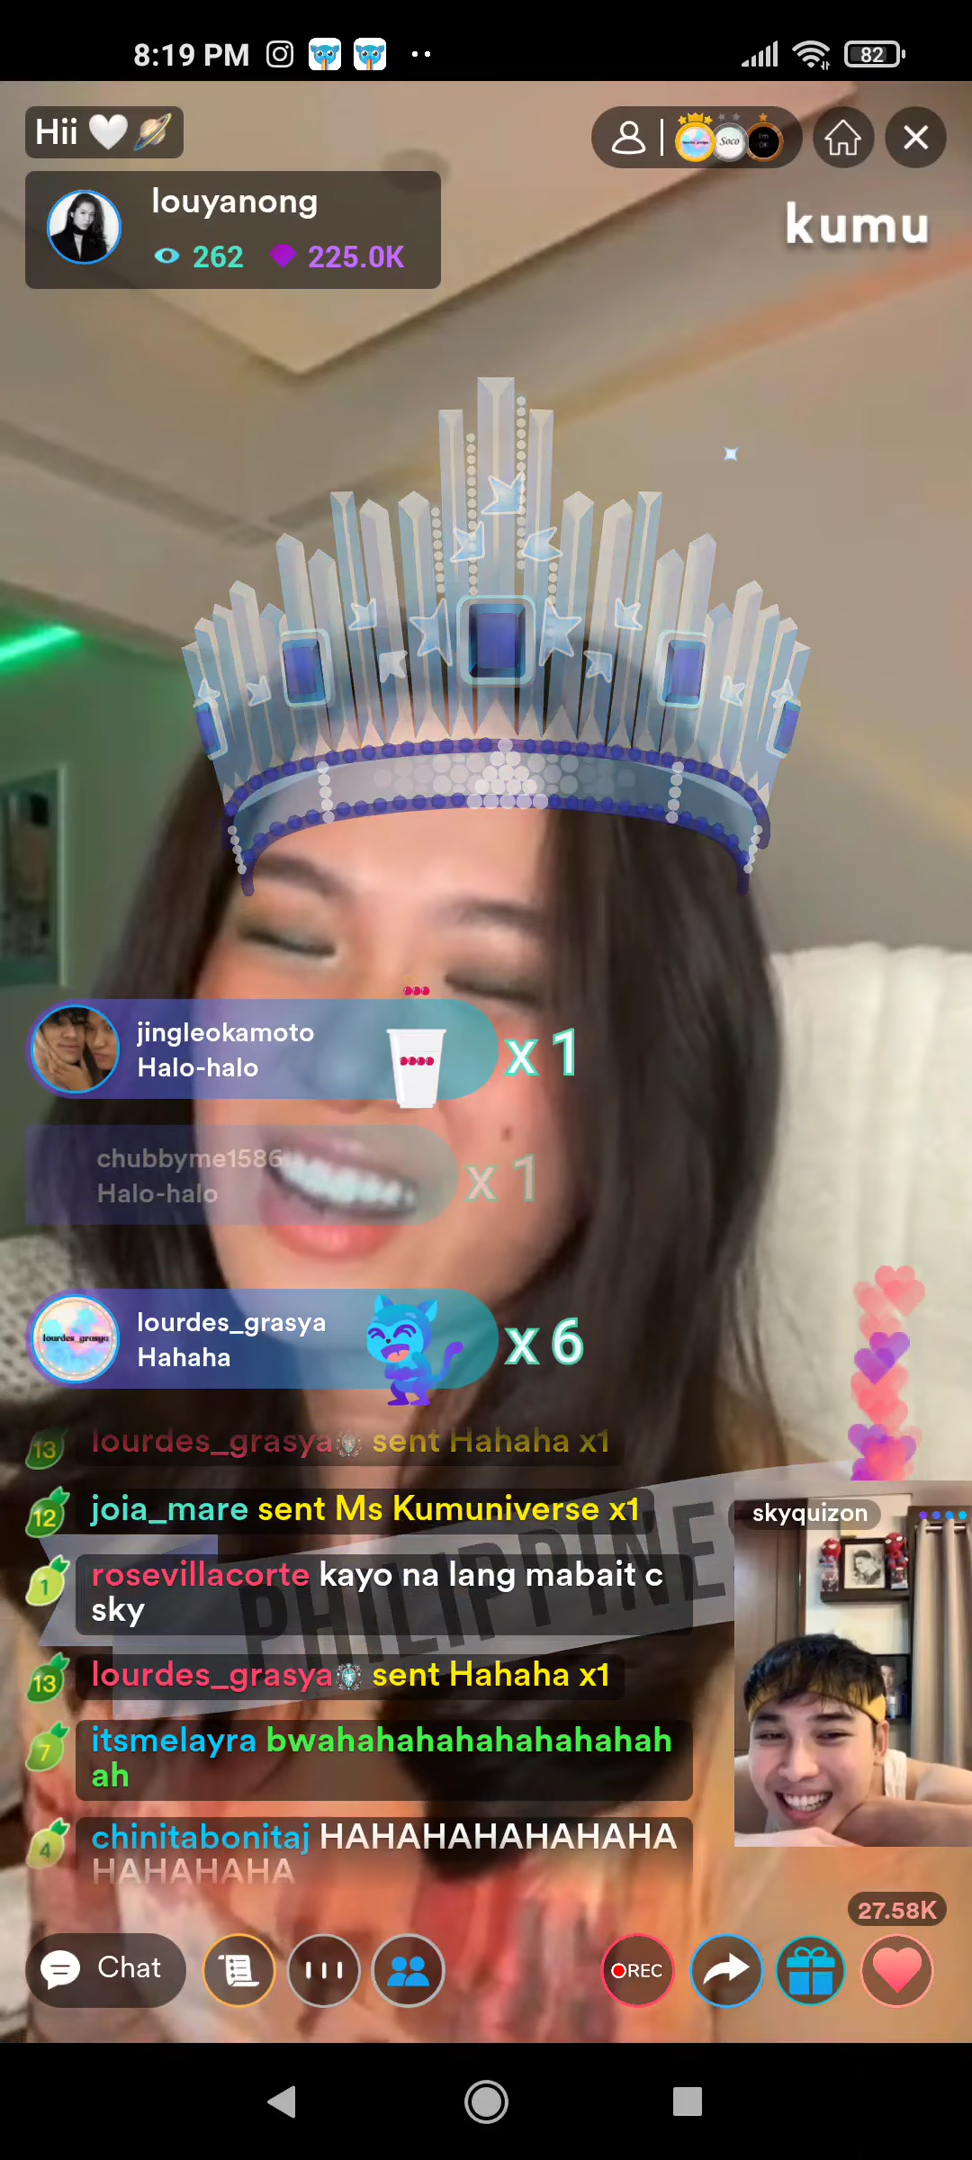 8:19 PM
82
Hii 🤍 🪐
Soco
louyanong
262 225.0K
kumu
jingleokamoto
Halo-halo
x 1
chubbyme1586
Halo-halo
x 1
lourdes_grasya
lourdes_grasya
Hahaha
x 6
13 lourdes_grasya sent Hahaha x1
12 joia_mare sent Ms Kumuniverse x1
1 rosevillacorte kayo na lang mabait c
sky
PHILIPPINE
13 lourdes_grasya sent Hahaha x1
7 itsmelayra bwahahahahahahahahah
ah
4 chinitabonitaj HAHAHAHAHAHAHA
HAHAHAHA
skyquizon
27.58K
Chat
REC